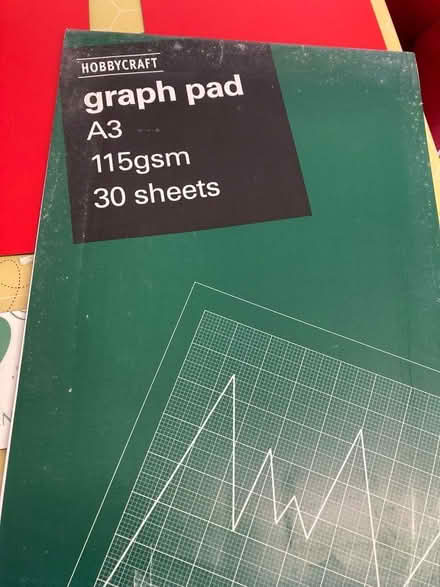 HOBBYCRAFT
graph pad
A3
115gsm
30 sheets